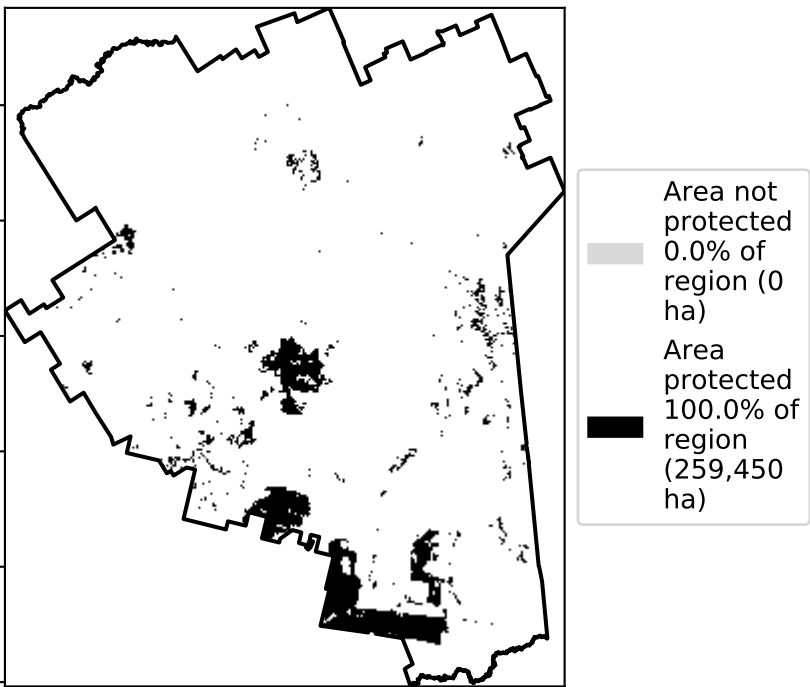 Area not
protected
0.0% of
region (0
ha)
Area
protected
100.0% of
region
(259,450
ha)